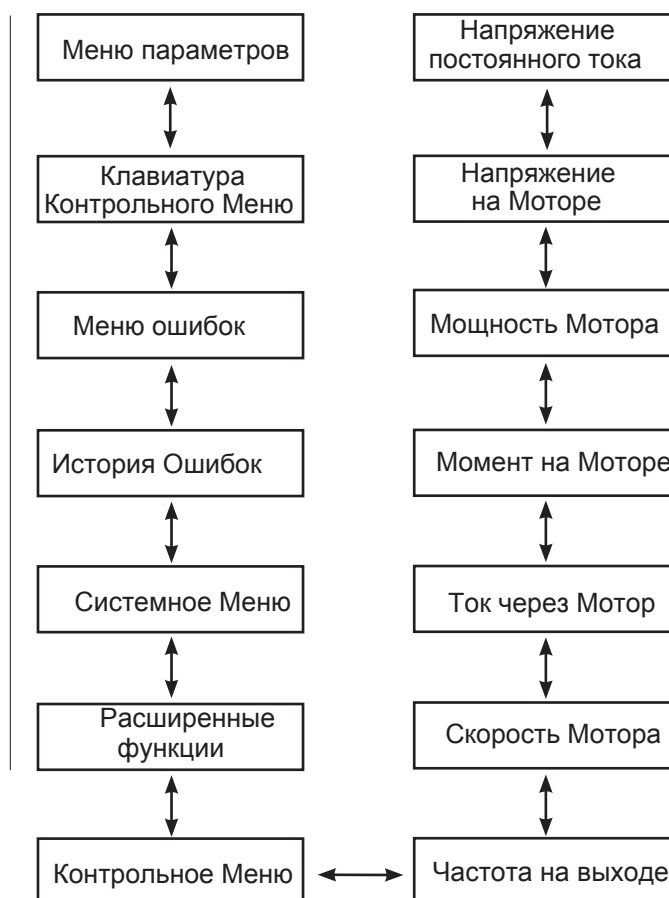 Меню параметров
Клавиатура
Контрольного Меню
Меню ошибок
История Ошибок
Системное Меню
Расширенные
функции
Контрольное Меню
Напряжение
постоянного тока
Напряжение
на Моторе
Мощность Мотора
Момент на Моторе
Ток через Мотор
Скорость Мотора
Частота на выходе